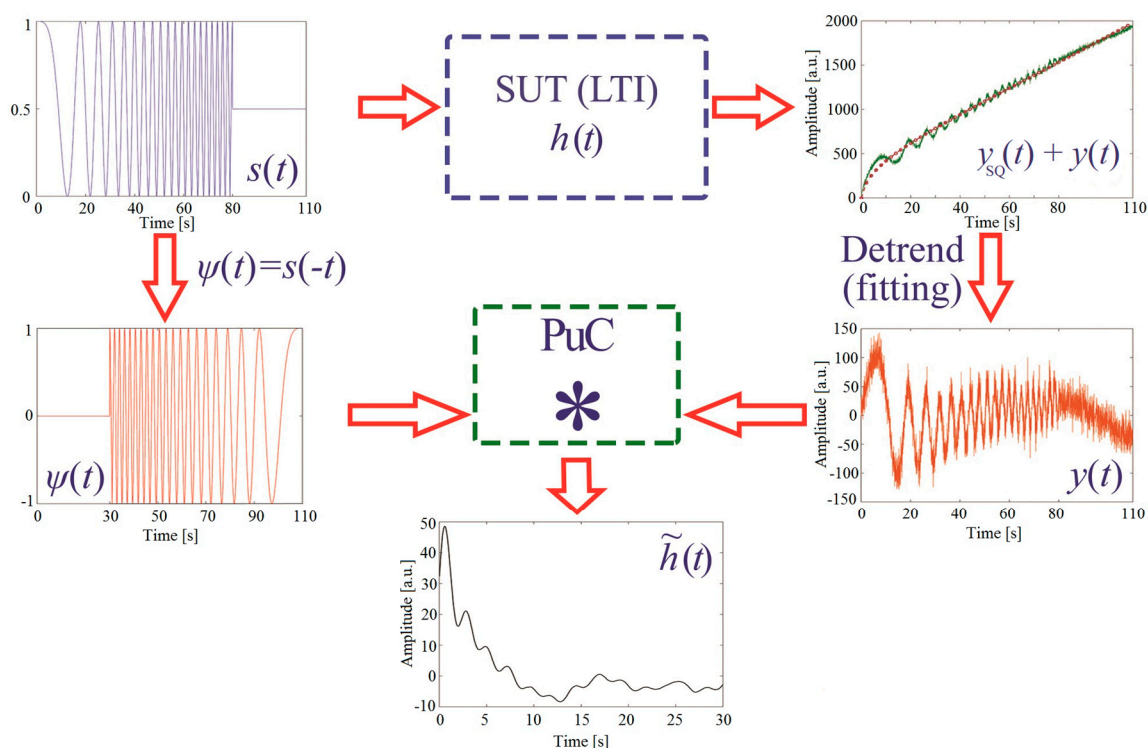 1
0.5
0
s(t)
0 20 40 60 80 110
Time [s]
SUT (LTI)
h(t)
2000
1500
1000
500
0
Amplitude [a.u.]
y_SQ(t) + y(t)
0 20 40 60 80 110
Time [s]
ψ(t)=s(-t)
Detrend
(fitting)
1
0
-1
ψ(t)
0 30 50 70 90 110
Time [s]
PuC
*
150
100
50
0
-50
-100
-150
Amplitude [a.u.]
y(t)
0 20 40 60 80 110
Time [s]
50
40
30
20
10
0
-10
Amplitude [a.u.]
h̃(t)
0 5 10 15 20 25 30
Time [s]